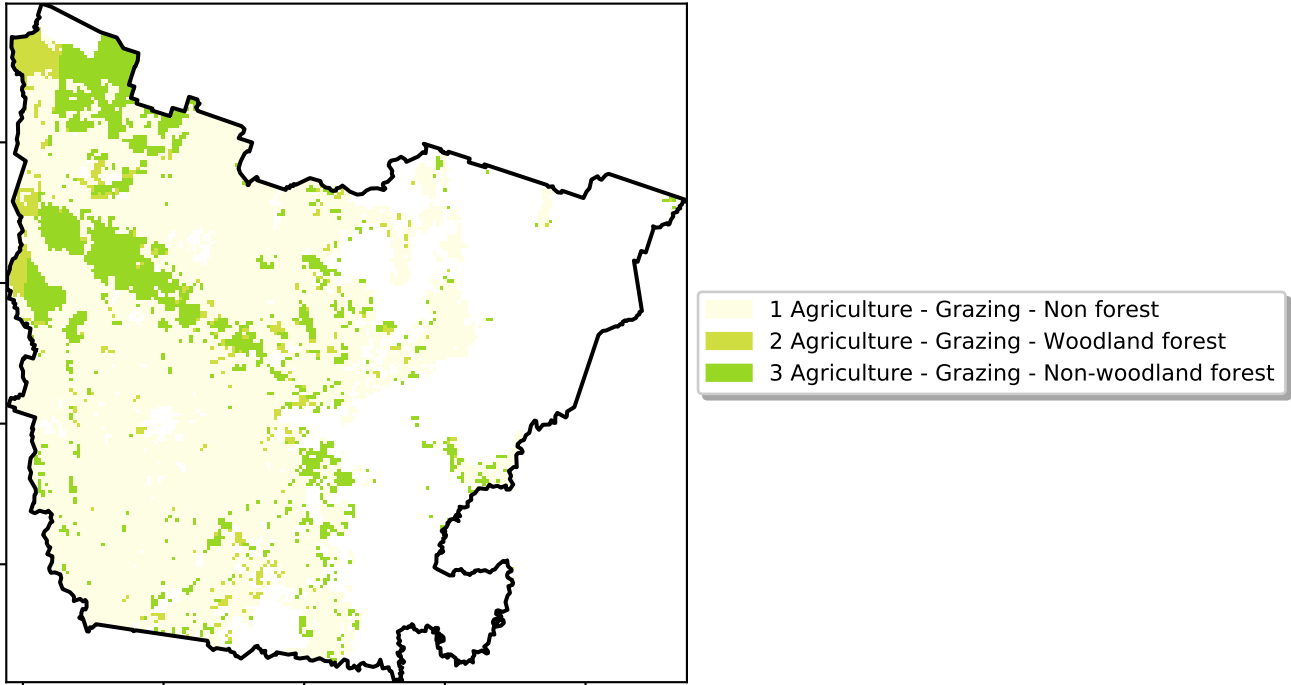 1 Agriculture - Grazing - Non forest
2 Agriculture - Grazing - Woodland forest
3 Agriculture - Grazing - Non-woodland forest